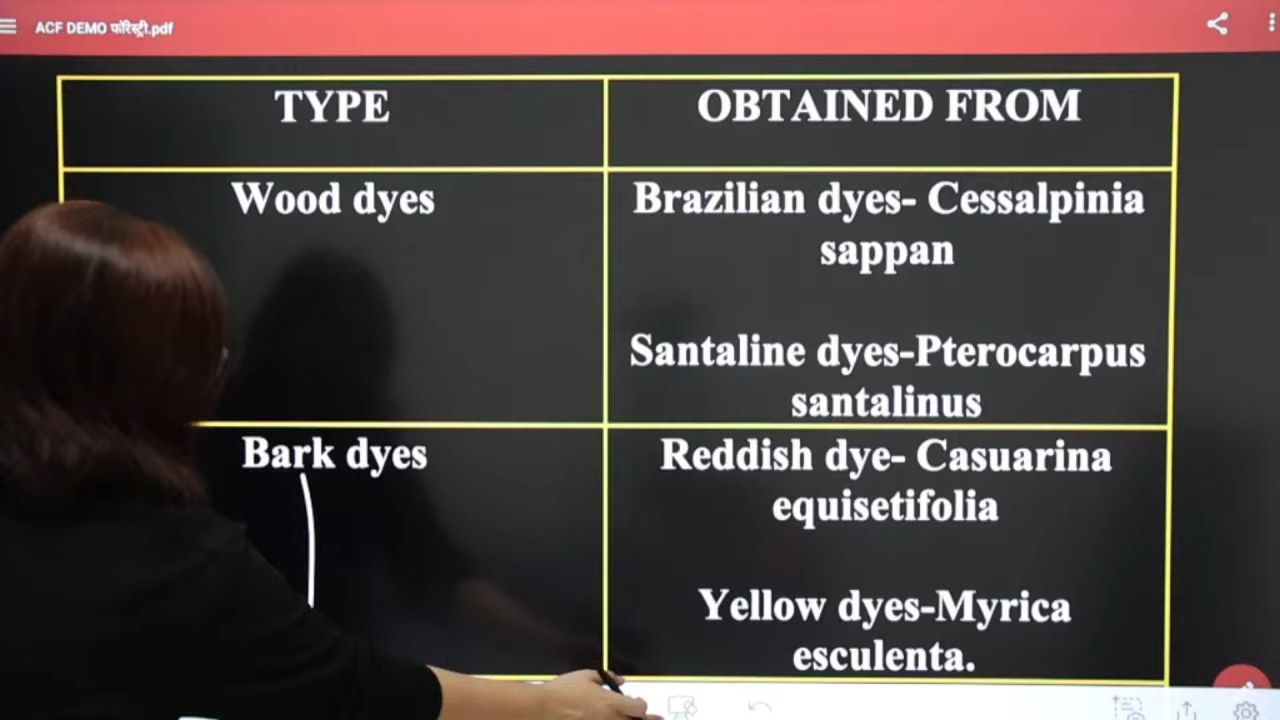 ACF DEMO फॉरेस्ट्री.pdf
TYPE
OBTAINED FROM
Wood dyes
Brazilian dyes- Cessalpinia
sappan
Santaline dyes-Pterocarpus
santalinus
Bark dyes
Reddish dye- Casuarina
equisetifolia
Yellow dyes-Myrica
esculenta.